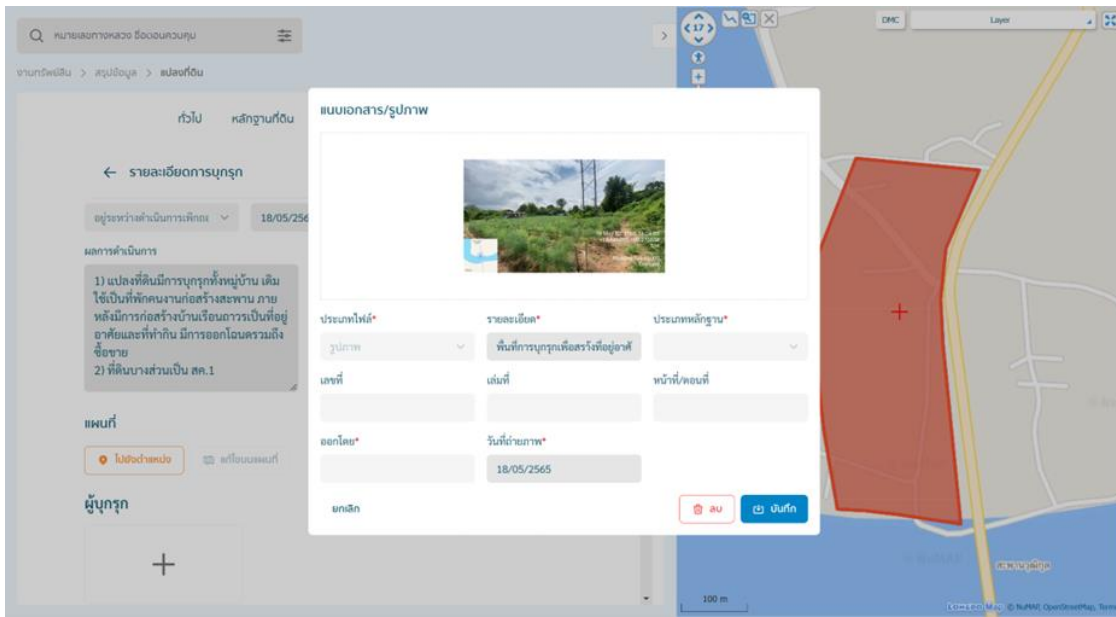 หมายเลขทางหลวง ชื่อตอนควบคุม
งานทรัพย์สิน > สรุปข้อมูล > แปลงที่ดิน
ทั่วไป หลักฐานที่ดิน
← รายละเอียดการบุกรุก
อยู่ระหว่างดำเนินการเพิกถอ 18/05/256
ผลการดำเนินการ
1) แปลงที่ดินมีการบุกรุกทั้งหมู่บ้าน เดิม
ใช้เป็นที่พักคนงานก่อสร้างสะพาน ภาย
หลังมีการก่อสร้างบ้านเรือนถาวรเป็นที่อยู่
อาศัยและที่ทำกิน มีการออกโฉนดรวมถึง
ซื้อขาย
2) ที่ดินบางส่วนเป็น สค.1
แผนที่
ไปยังตำแหน่ง แก้ไขบนแผนที่
ผู้บุกรุก
แนบเอกสาร/รูปภาพ
ประเภทไฟล์* รายละเอียด* ประเภทหลักฐาน*
รูปภาพ พื้นที่การบุกรุกเพื่อสร้างที่อยู่อาศั
เลขที่ เล่มที่ หน้าที่/ตอนที่
ออกโดย* วันที่ถ่ายภาพ*
18/05/2565
ยกเลิก ลบ บันทึก
17
DMC Layer
100 m
Longdo Map © NuMAP, OpenStreetMap, Terms